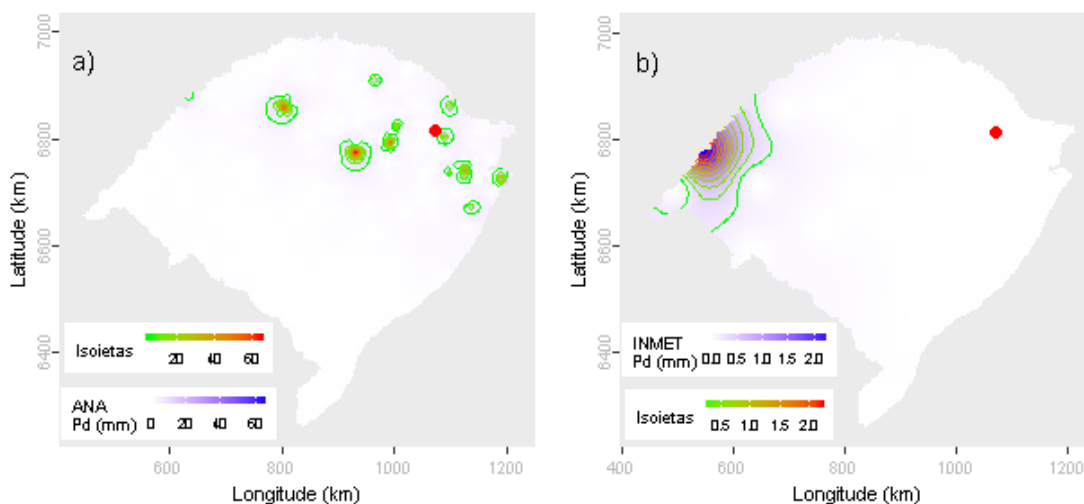 a)
Latitude (km)
7000
6800
6600
6400
Isoietas
20 40 60
ANA
Pd (mm) 0 20 40 60
600 800 1000 1200
Longitude (km)
b)
Latitude (km)
7000
6800
6600
6400
INMET
Pd (mm) 0.0 0.5 1.0 1.5 2.0
Isoietas
0.5 1.0 1.5 2.0
400 600 800 1000 1200
Longitude (km)